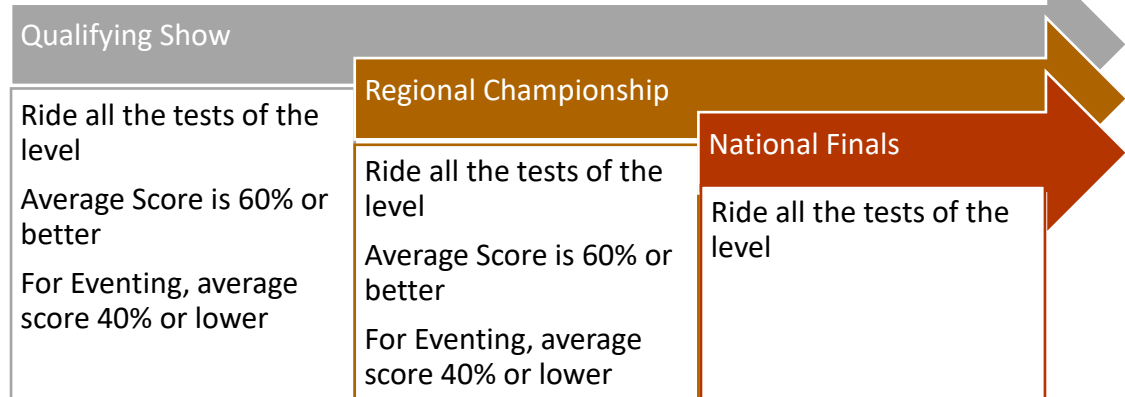 Qualifying Show
Ride all the tests of the
level
Average Score is 60% or
better
For Eventing, average
score 40% or lower
Regional Championship
Ride all the tests of the
level
Average Score is 60% or
better
For Eventing, average
score 40% or lower
National Finals
Ride all the tests of the
level